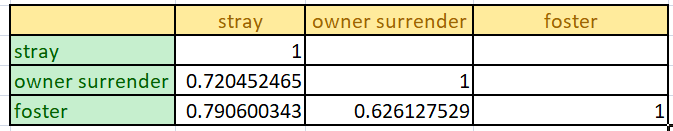 stray owner surrender foster
stray 1
owner surrender 0.720452465 1
foster 0.790600343 0.626127529 1